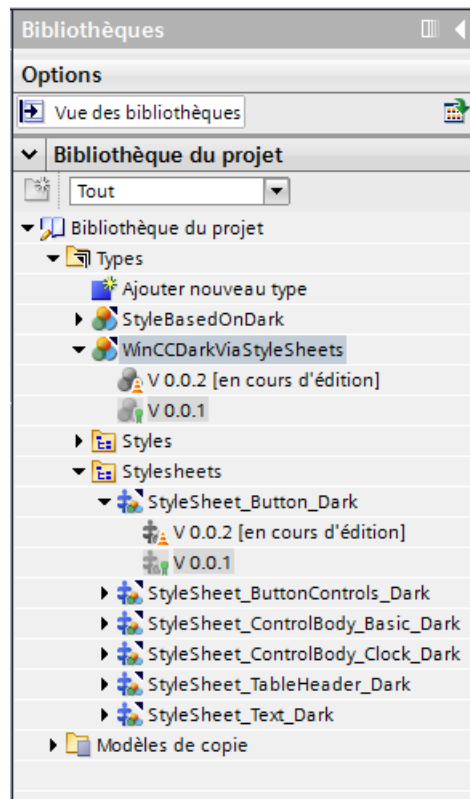 Bibliothèques
Options
Vue des bibliothèques
Bibliothèque du projet
Tout
Bibliothèque du projet
Types
Ajouter nouveau type
StyleBasedOnDark
WinCCDarkViaStyleSheets
V 0.0.2 [en cours d'édition]
V 0.0.1
Styles
Stylesheets
StyleSheet_Button_Dark
V 0.0.2 [en cours d'édition]
V 0.0.1
StyleSheet_ButtonControls_Dark
StyleSheet_ControlBody_Basic_Dark
StyleSheet_ControlBody_Clock_Dark
StyleSheet_TableHeader_Dark
StyleSheet_Text_Dark
Modèles de copie